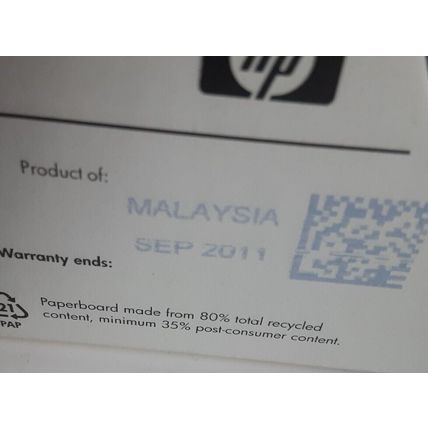 hp
Product of:
MALAYSIA
Warranty ends:
SEP 2011
21
PAP
Paperboard made from 80% total recycled
content, minimum 35% post-consumer content.